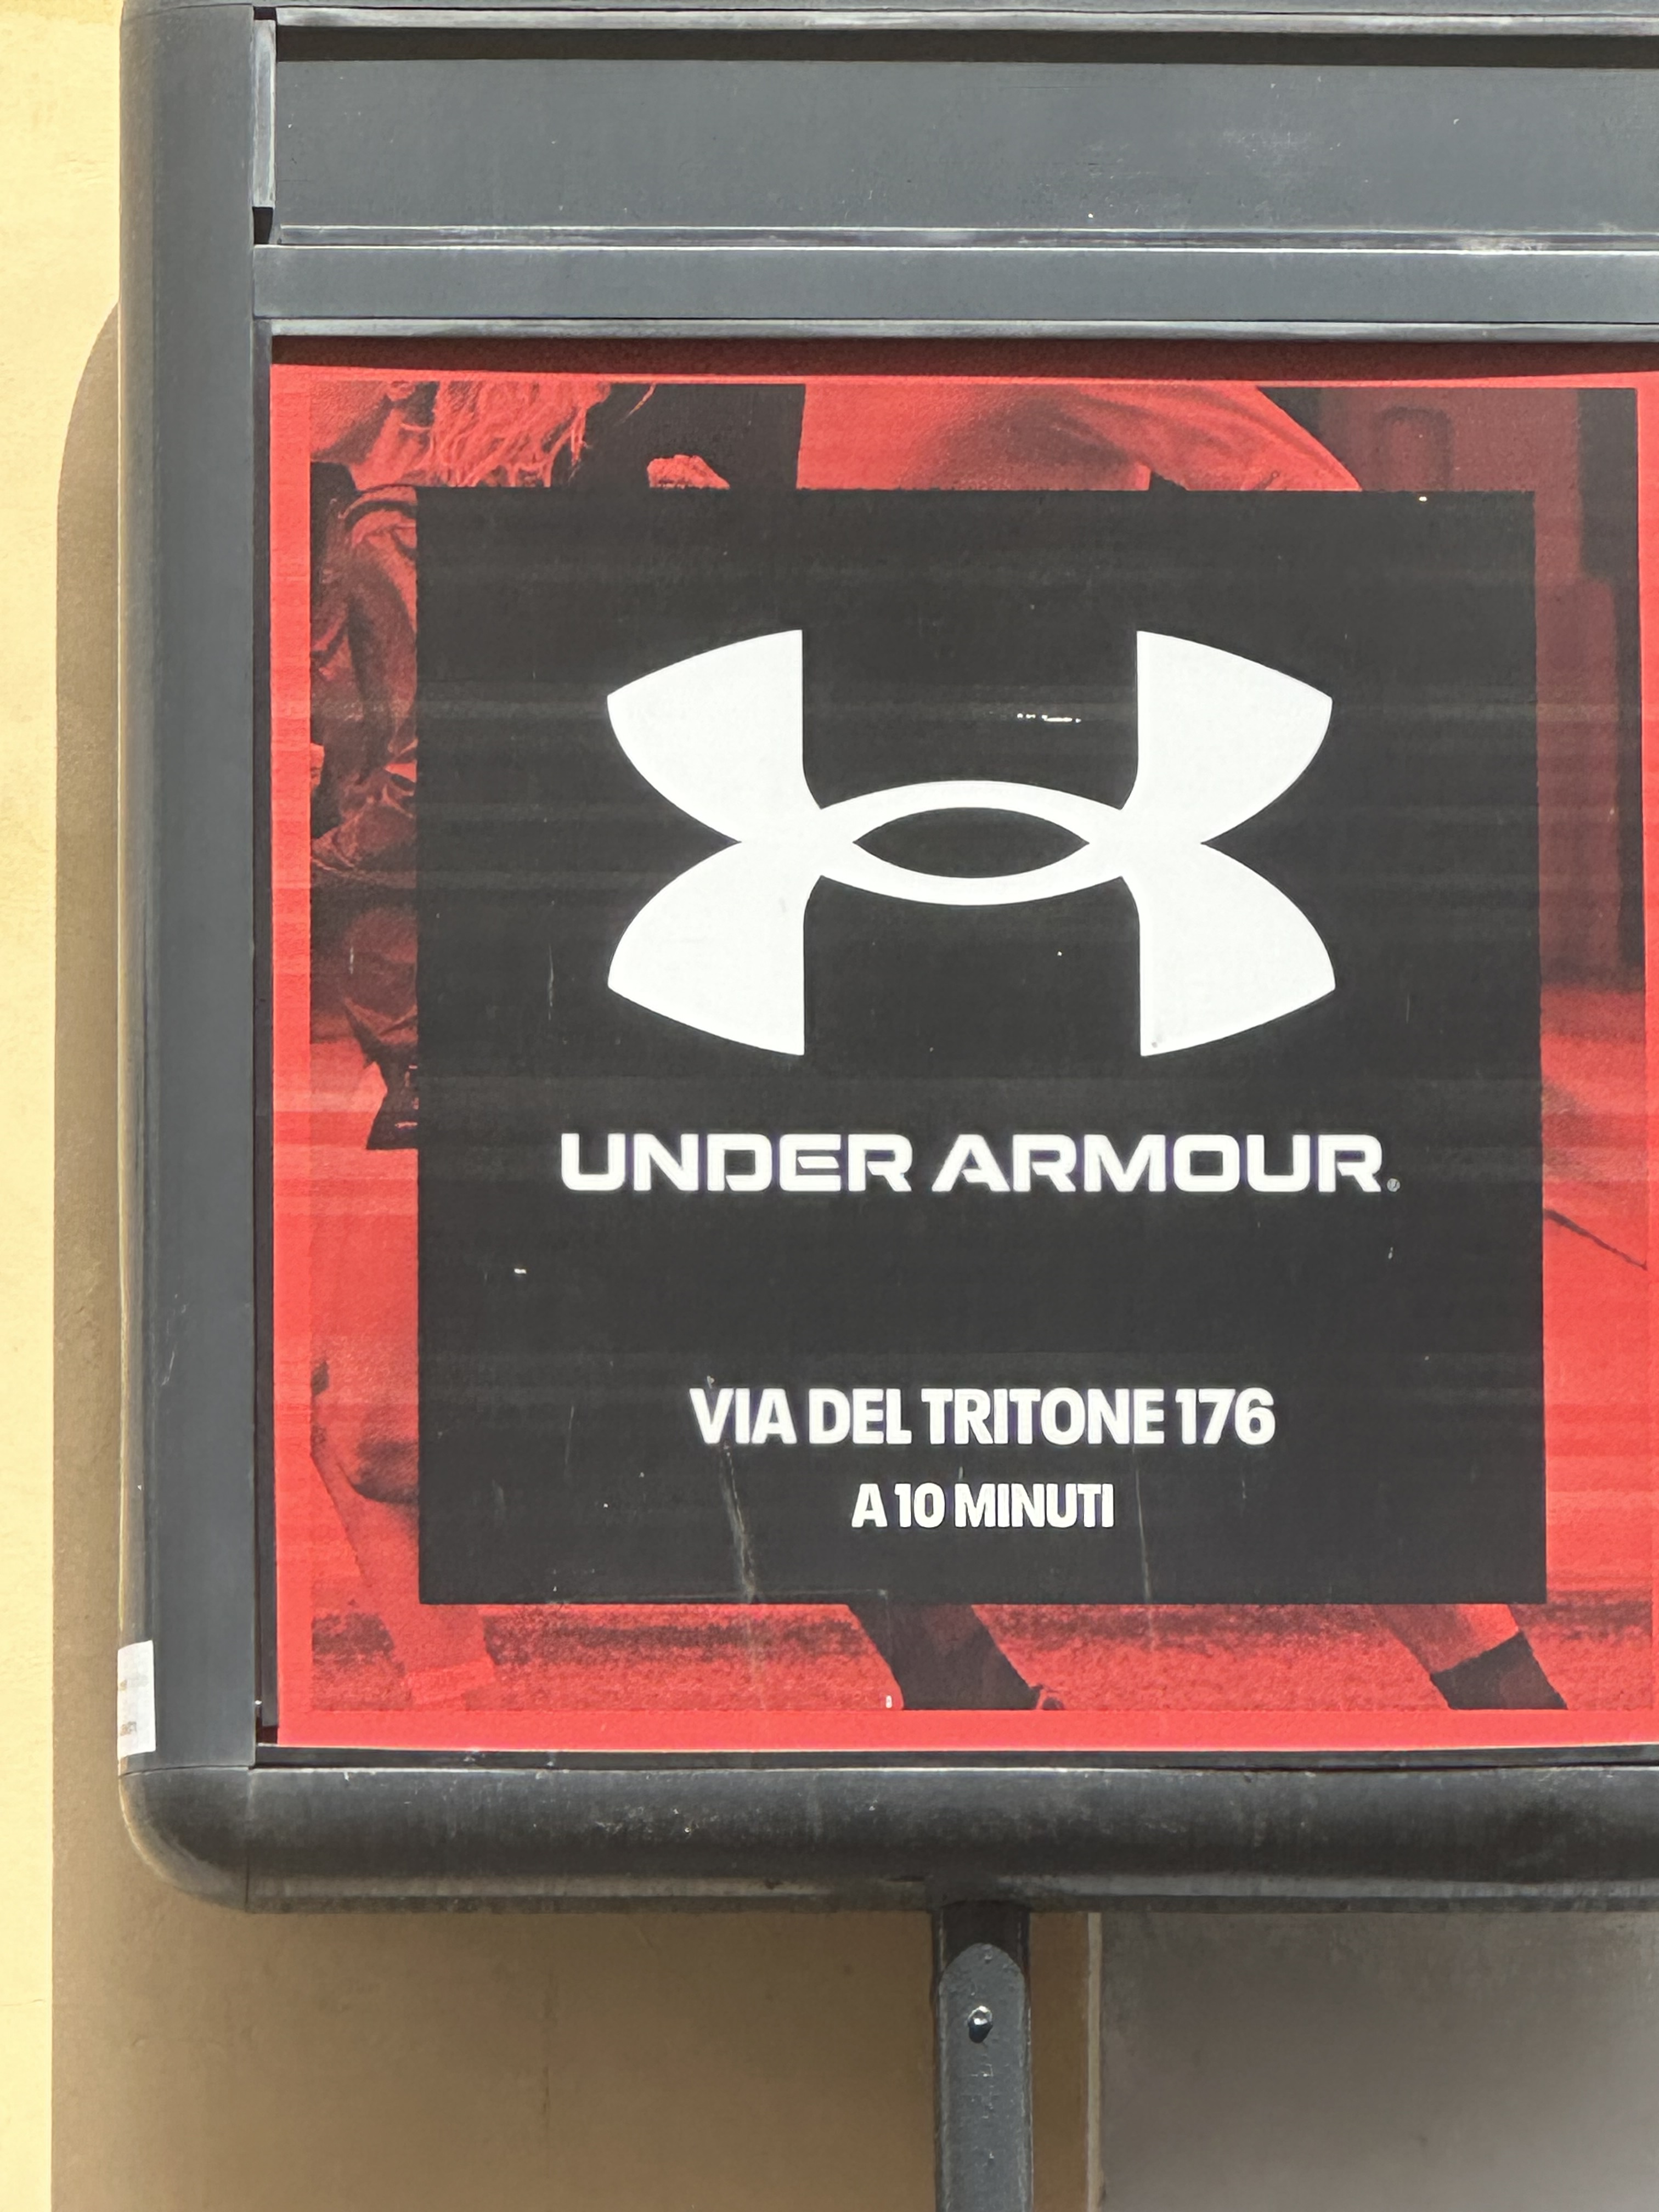 UNDER ARMOUR®
VIA DEL TRITONE 176
A 10 MINUTI